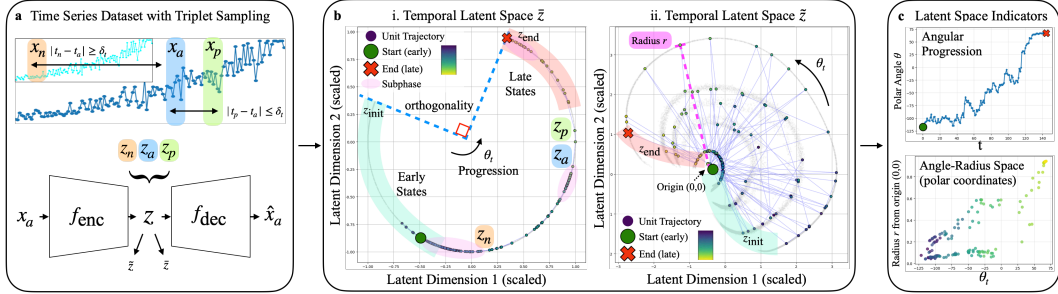 a Time Series Dataset with Triplet Sampling
x_n |t_n − t_a| ≥ δ_t
x_a
x_p
|t_p − t_a| ≤ δ_t
z_n z_a z_p
x_a
f_enc
z
f_dec
x̂_a
z̄
z̃
b
i. Temporal Latent Space z̄
Unit Trajectory
Start (early)
End (late)
Subphase
z_end
Late
States
orthogonality
z_init
z_p
z_a
θ_t
Progression
Early
States
z_n
Latent Dimension 2 (scaled)
Latent Dimension 1 (scaled)
ii. Temporal Latent Space z̃
Radius r
θ_t
z_end
Origin (0,0)
z_init
Unit Trajectory
Start (early)
End (late)
Latent Dimension 2 (scaled)
Latent Dimension 1 (scaled)
c Latent Space Indicators
Angular
Progression
Polar Angle θ
t
Angle-Radius Space
(polar coordinates)
Radius r from origin (0,0)
θ_t